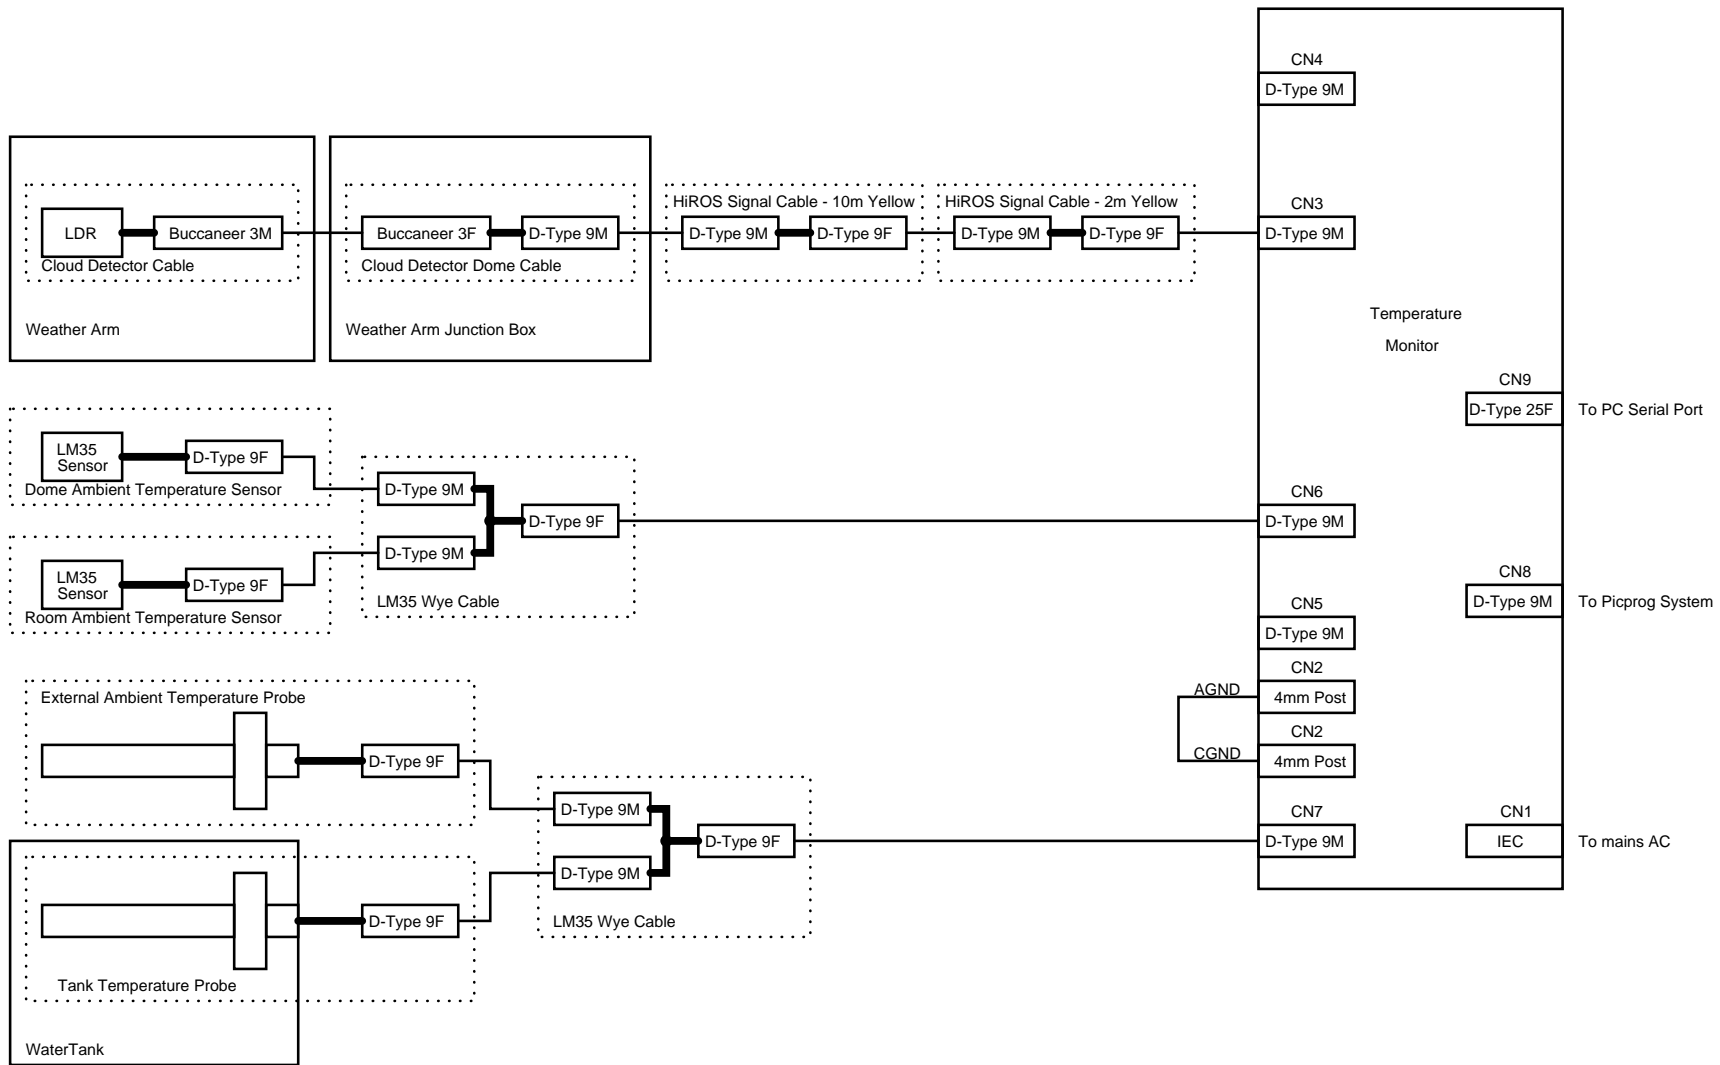 CN4
D-Type 9M
HiROS Signal Cable - 10m Yellow
HiROS Signal Cable - 2m Yellow
CN3
LDR
Buccaneer 3M
Buccaneer 3F
D-Type 9M
D-Type 9M
D-Type 9F
D-Type 9M
D-Type 9F
D-Type 9M
Cloud Detector Cable
Cloud Detector Dome Cable
Weather Arm
Weather Arm Junction Box
Temperature
Monitor
CN9
D-Type 25F
To PC Serial Port
LM35
Sensor
D-Type 9F
Dome Ambient Temperature Sensor
D-Type 9M
D-Type 9F
D-Type 9M
LM35 Wye Cable
CN6
D-Type 9M
LM35
Sensor
D-Type 9F
Room Ambient Temperature Sensor
CN8
D-Type 9M
To Picprog System
CN5
D-Type 9M
CN2
AGND
4mm Post
CN2
CGND
4mm Post
External Ambient Temperature Probe
D-Type 9F
D-Type 9M
D-Type 9F
D-Type 9M
LM35 Wye Cable
CN7
D-Type 9M
CN1
IEC
To mains AC
D-Type 9F
Tank Temperature Probe
WaterTank